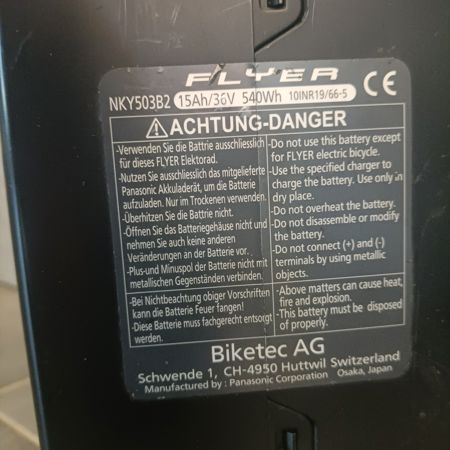 FLYER
NKY503B2 15Ah/36V 540Wh 10INR19/66-5 CE
ACHTUNG-DANGER
-Verwenden Sie die Battrie ausschliesslich
für dieses FLYER Elektorad.
-Nutzen Sie ausschliesslich das mitgelieferte
Panasonic Akkuladerät, um die Batterie
aufzuladen. Nur im Trockenen verwenden.
-Überhitzen Sie die Battrie nicht.
-Öffnen Sie das Batteriegehäuse nicht und
nehmen Sie auch keine anderen
Veränderungen an der Batterie vor.
-Plus-und Minuspol der Batterie nicht mit
metallischen Gegenständen verbinden.
-Bei Nichtbeachtung obiger Vorschriften
kann die Batterie Feuer fangen!
-Diese Batterie muss fachgerecht entsorgt
werden.
-Do not use this battery except
for FLYER electric bicycle.
-Use the specified charger to
charge the battery. Use only in
dry place.
-Do not overheat the battery.
-Do not disassemble or modify
the battery.
-Do not connect (+) and (-)
terminals by using metallic
objects.
-Above matters can cause heat,
fire and explosion.
-This battery must be disposed
of properly.
Biketec AG
Schwende 1, CH-4950 Huttwil Switzerland
Manufactured by : Panasonic Corporation Osaka, Japan